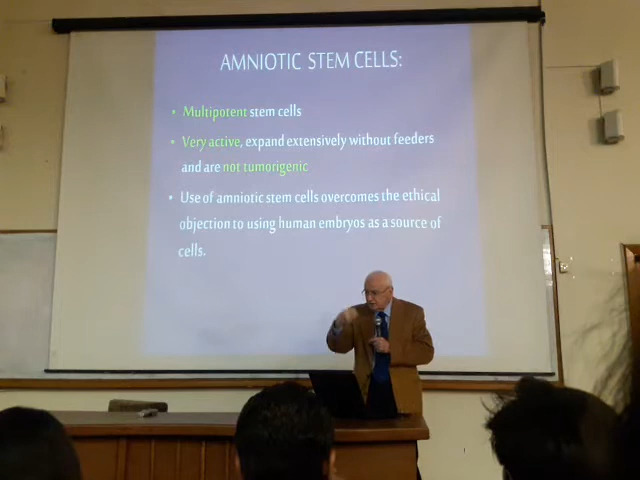 AMNIOTIC STEM CELLS:
• Multipotent stem cells
• Very active, expand extensively without feeders
and are not tumorigenic
• Use of amniotic stem cells overcomes the ethical
objection to using human embryos as a source of
cells.